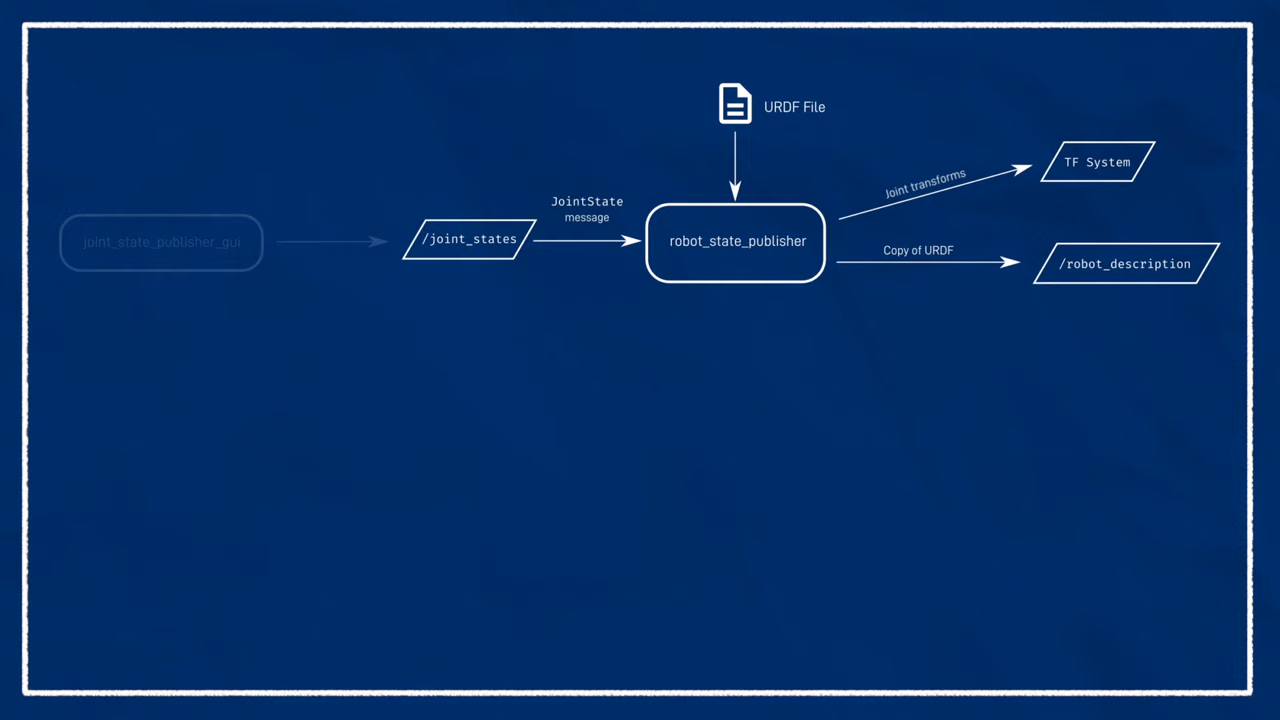 URDF File
TF System
Joint transforms
JointState
message
joint_state_publisher_gui
/joint_states
robot_state_publisher
Copy of URDF
/robot_description